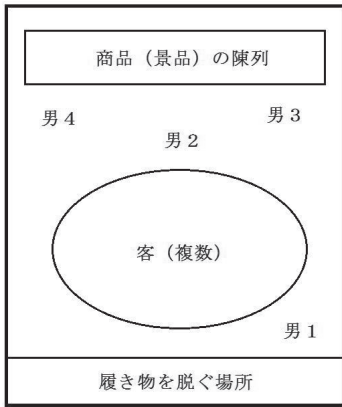 商品（景品）の陳列
男４
男３
男２
客（複数）
男１
履き物を脱ぐ場所